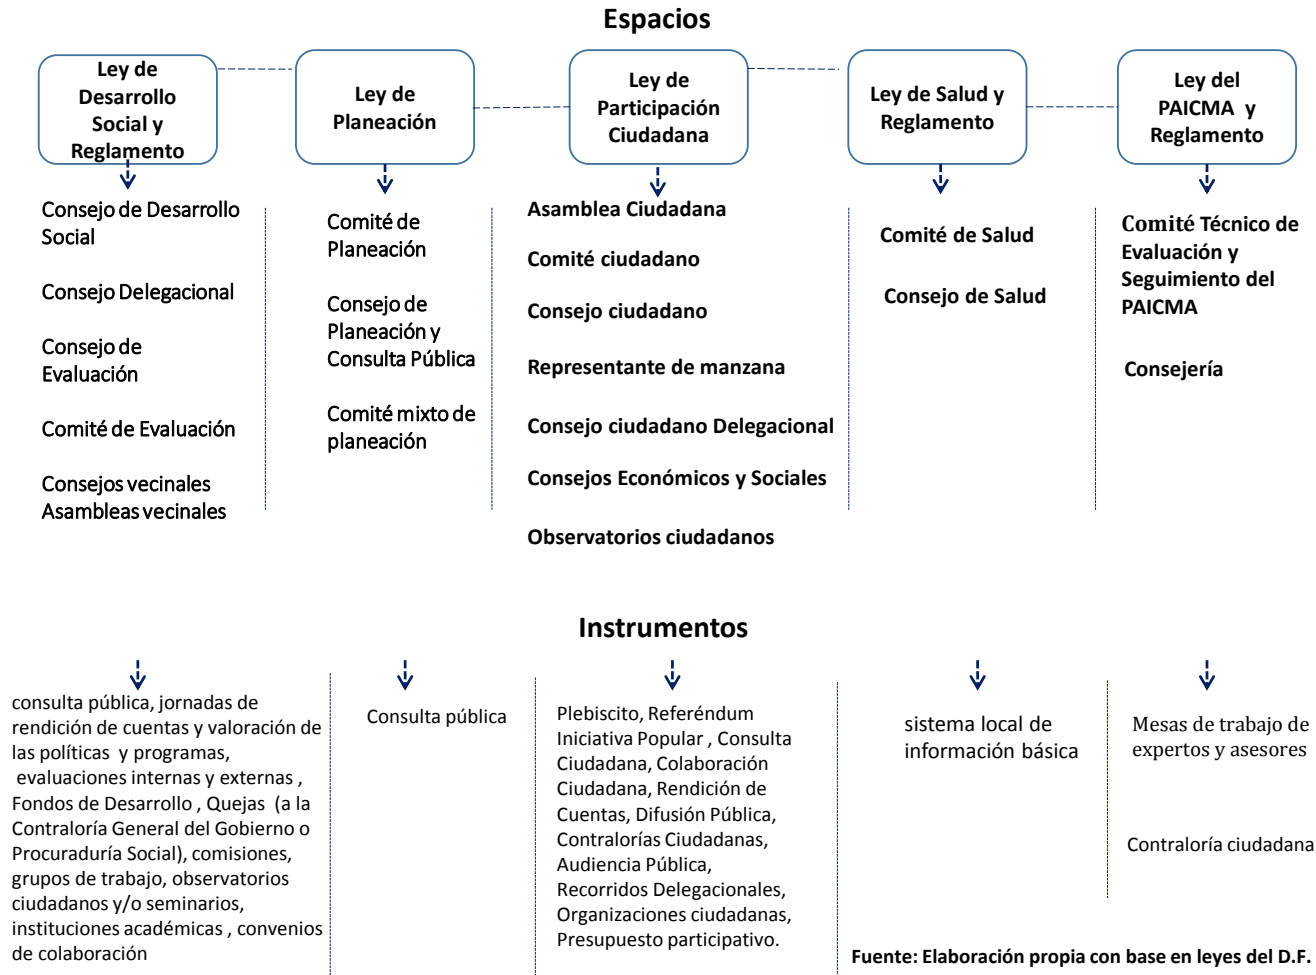 Espacios
Ley de
Desarrollo
Social y
Reglamento
Ley de
Planeación
Ley de
Participación
Ciudadana
Ley de Salud y
Reglamento
Ley del
PAICMA y
Reglamento
Consejo de Desarrollo
Social
Consejo Delegacional
Consejo de
Evaluación
Comité de Evaluación
Consejos vecinales
Asambleas vecinales
Comité de
Planeación
Consejo de
Planeación y
Consulta Pública
Comité mixto de
planeación
Asamblea Ciudadana
Comité ciudadano
Consejo ciudadano
Representante de manzana
Consejo ciudadano Delegacional
Consejos Económicos y Sociales
Observatorios ciudadanos
Comité de Salud
Consejo de Salud
Comité Técnico de
Evaluación y
Seguimiento del
PAICMA
Consejería
Instrumentos
consulta pública, jornadas de
rendición de cuentas y valoración de
las políticas y programas,
evaluaciones internas y externas ,
Fondos de Desarrollo , Quejas (a la
Contraloría General del Gobierno o
Procuraduría Social), comisiones,
grupos de trabajo, observatorios
ciudadanos y/o seminarios,
instituciones académicas , convenios
de colaboración
Consulta pública
Plebiscito, Referéndum
Iniciativa Popular , Consulta
Ciudadana, Colaboración
Ciudadana, Rendición de
Cuentas, Difusión Pública,
Contralorías Ciudadanas,
Audiencia Pública,
Recorridos Delegacionales,
Organizaciones ciudadanas,
Presupuesto participativo.
sistema local de
información básica
Mesas de trabajo de
expertos y asesores
Contraloría ciudadana
Fuente: Elaboración propia con base en leyes del D.F.